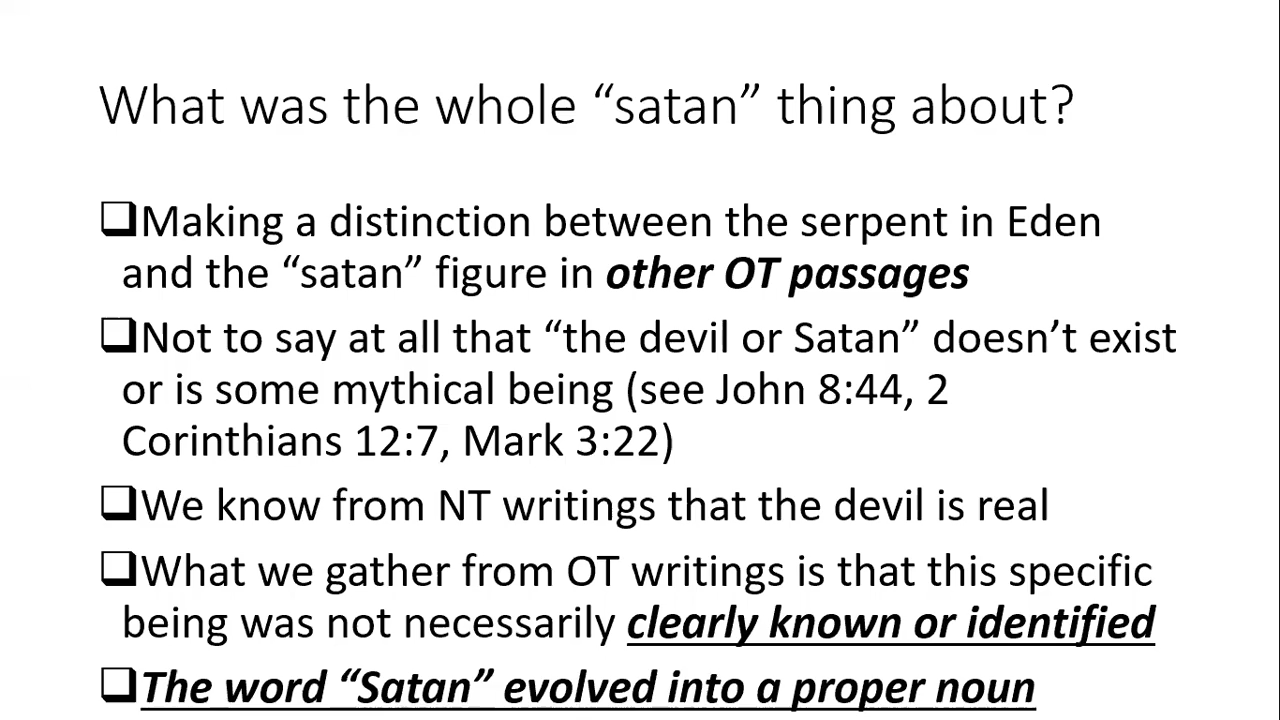 What was the whole “satan” thing about?
❑Making a distinction between the serpent in Eden
and the “satan” figure in other OT passages
❑Not to say at all that “the devil or Satan” doesn’t exist
or is some mythical being (see John 8:44, 2
Corinthians 12:7, Mark 3:22)
❑We know from NT writings that the devil is real
❑What we gather from OT writings is that this specific
being was not necessarily clearly known or identified
❑The word “Satan” evolved into a proper noun